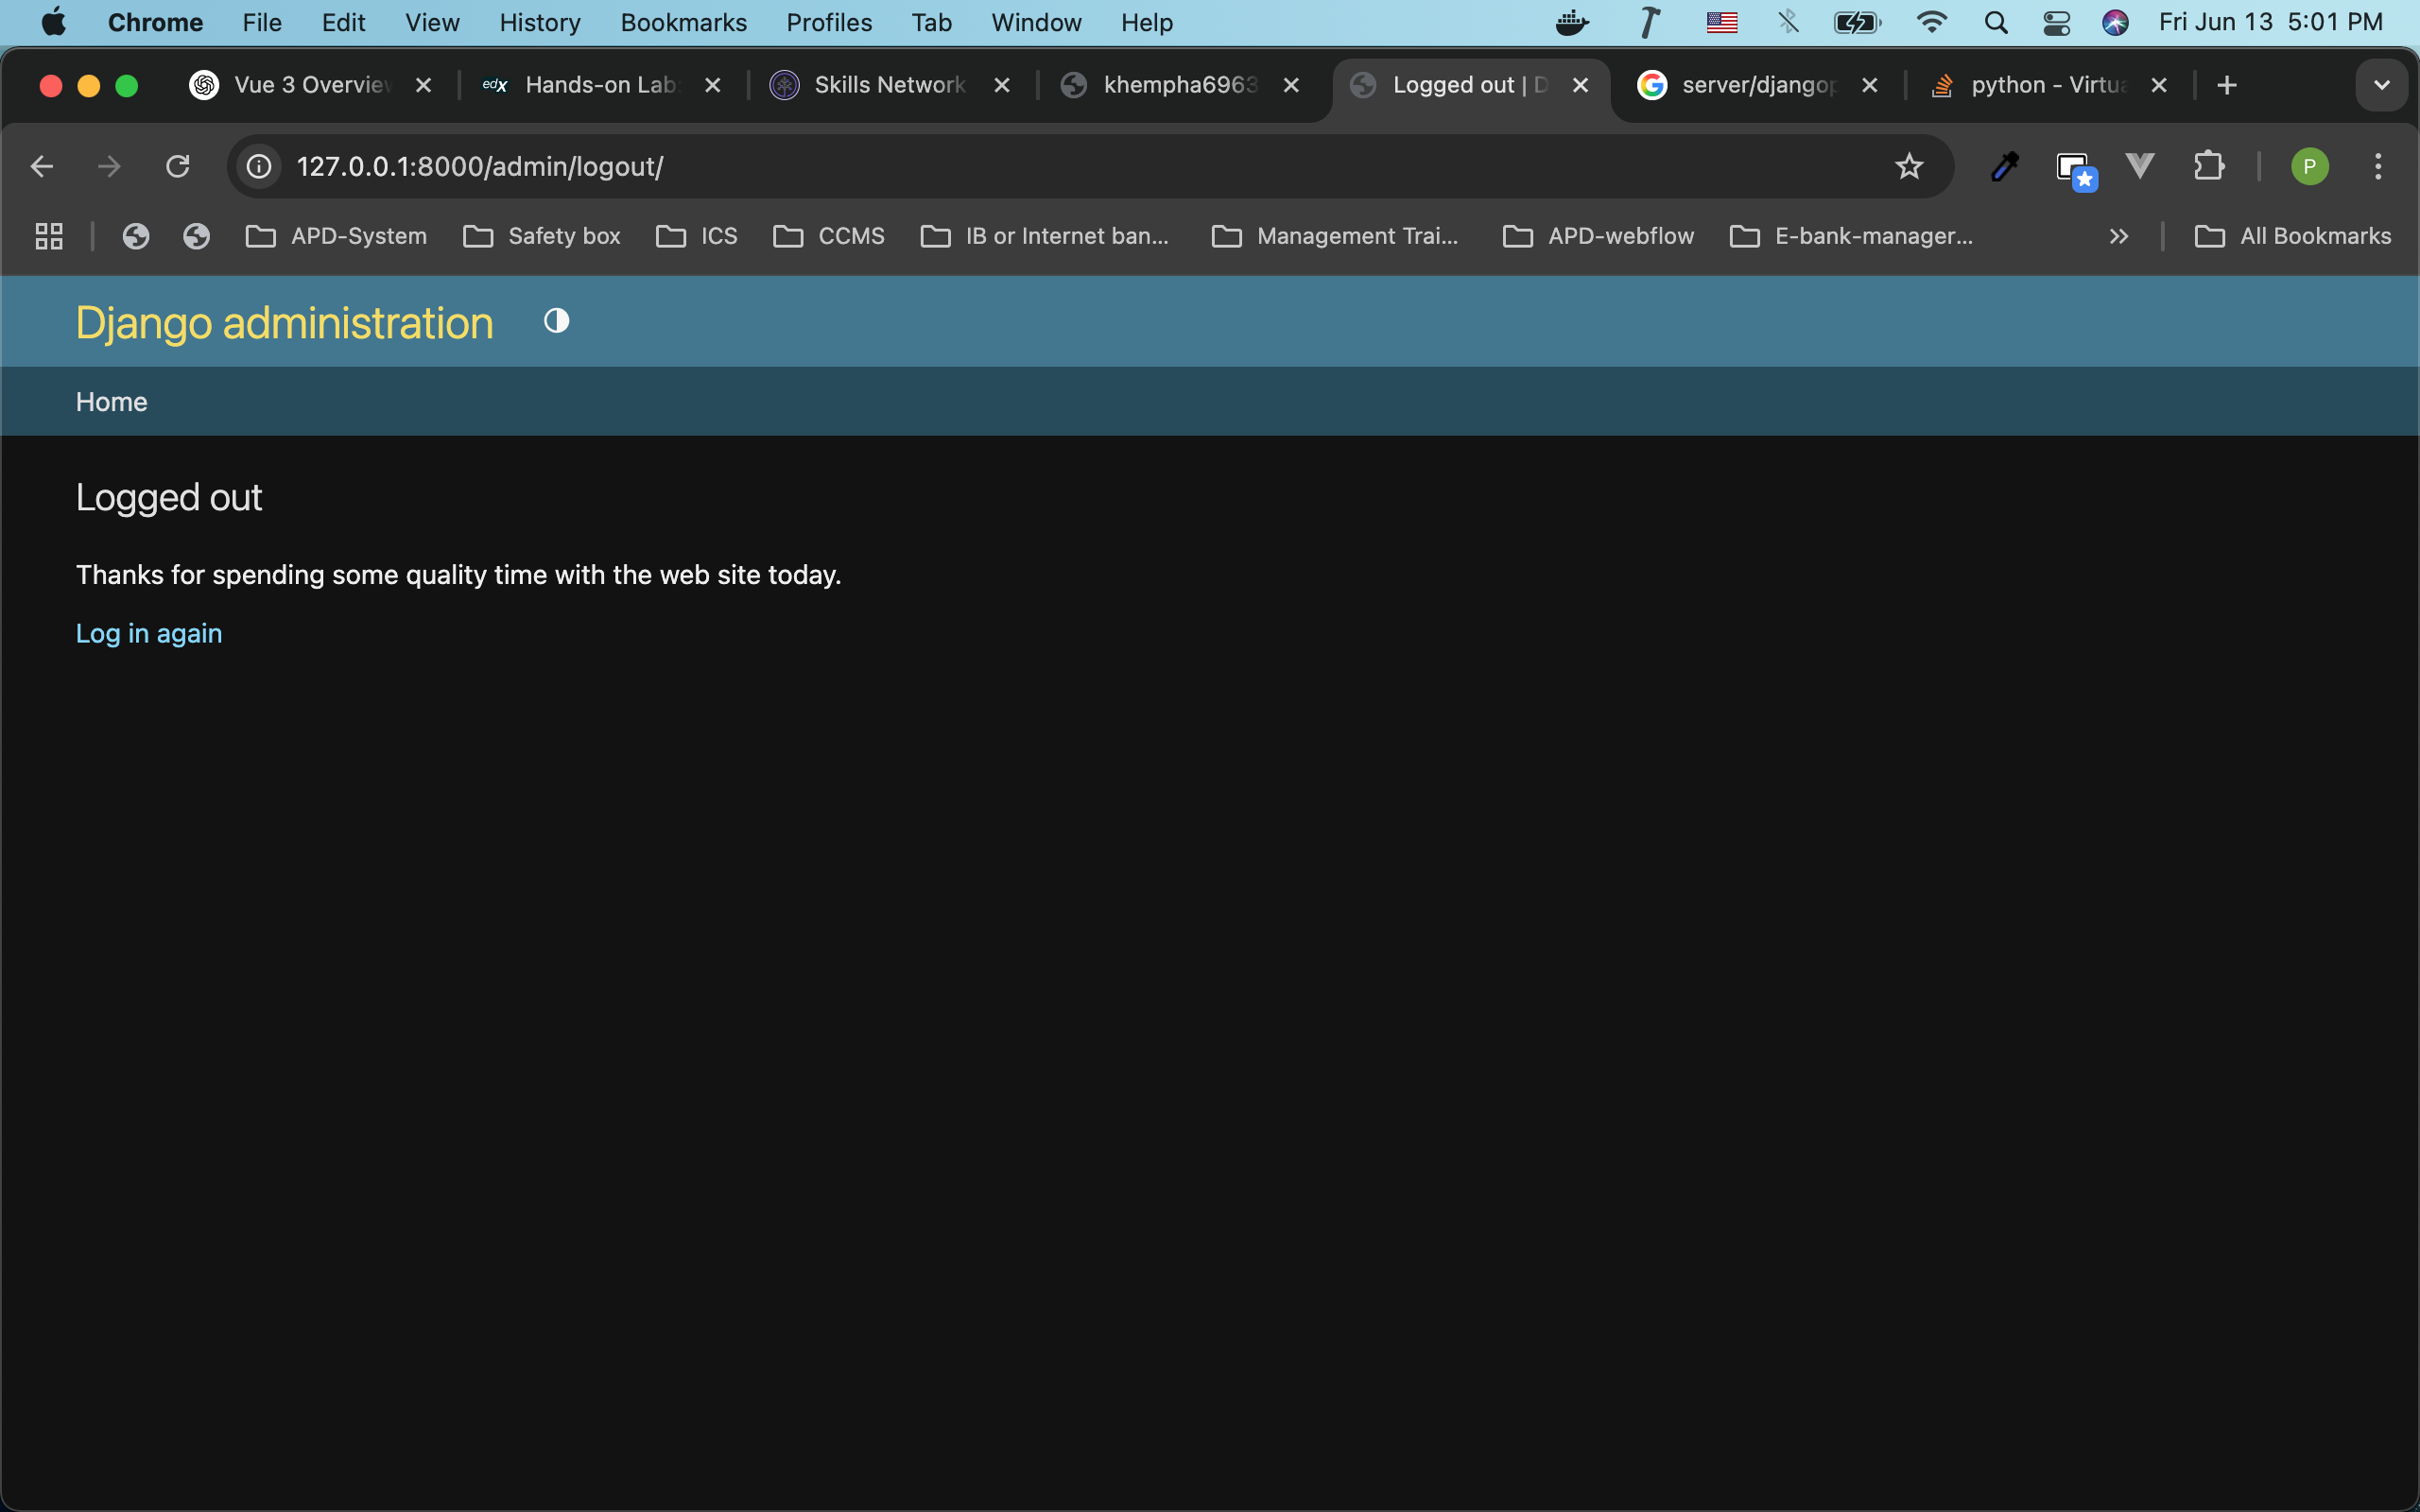 Chrome File Edit View History Bookmarks Profiles Tab Window Help Fri Jun 13 5:01 PM
Vue 3 Overview edx Hands-on Lab Skills Network khempha6963 Logged out | D server/djangop python - Virtua
127.0.0.1:8000/admin/logout/ P
APD-System Safety box ICS CCMS IB or Internet ban... Management Trai... APD-webflow E-bank-manager... All Bookmarks
Django administration
Home
Logged out
Thanks for spending some quality time with the web site today.
Log in again